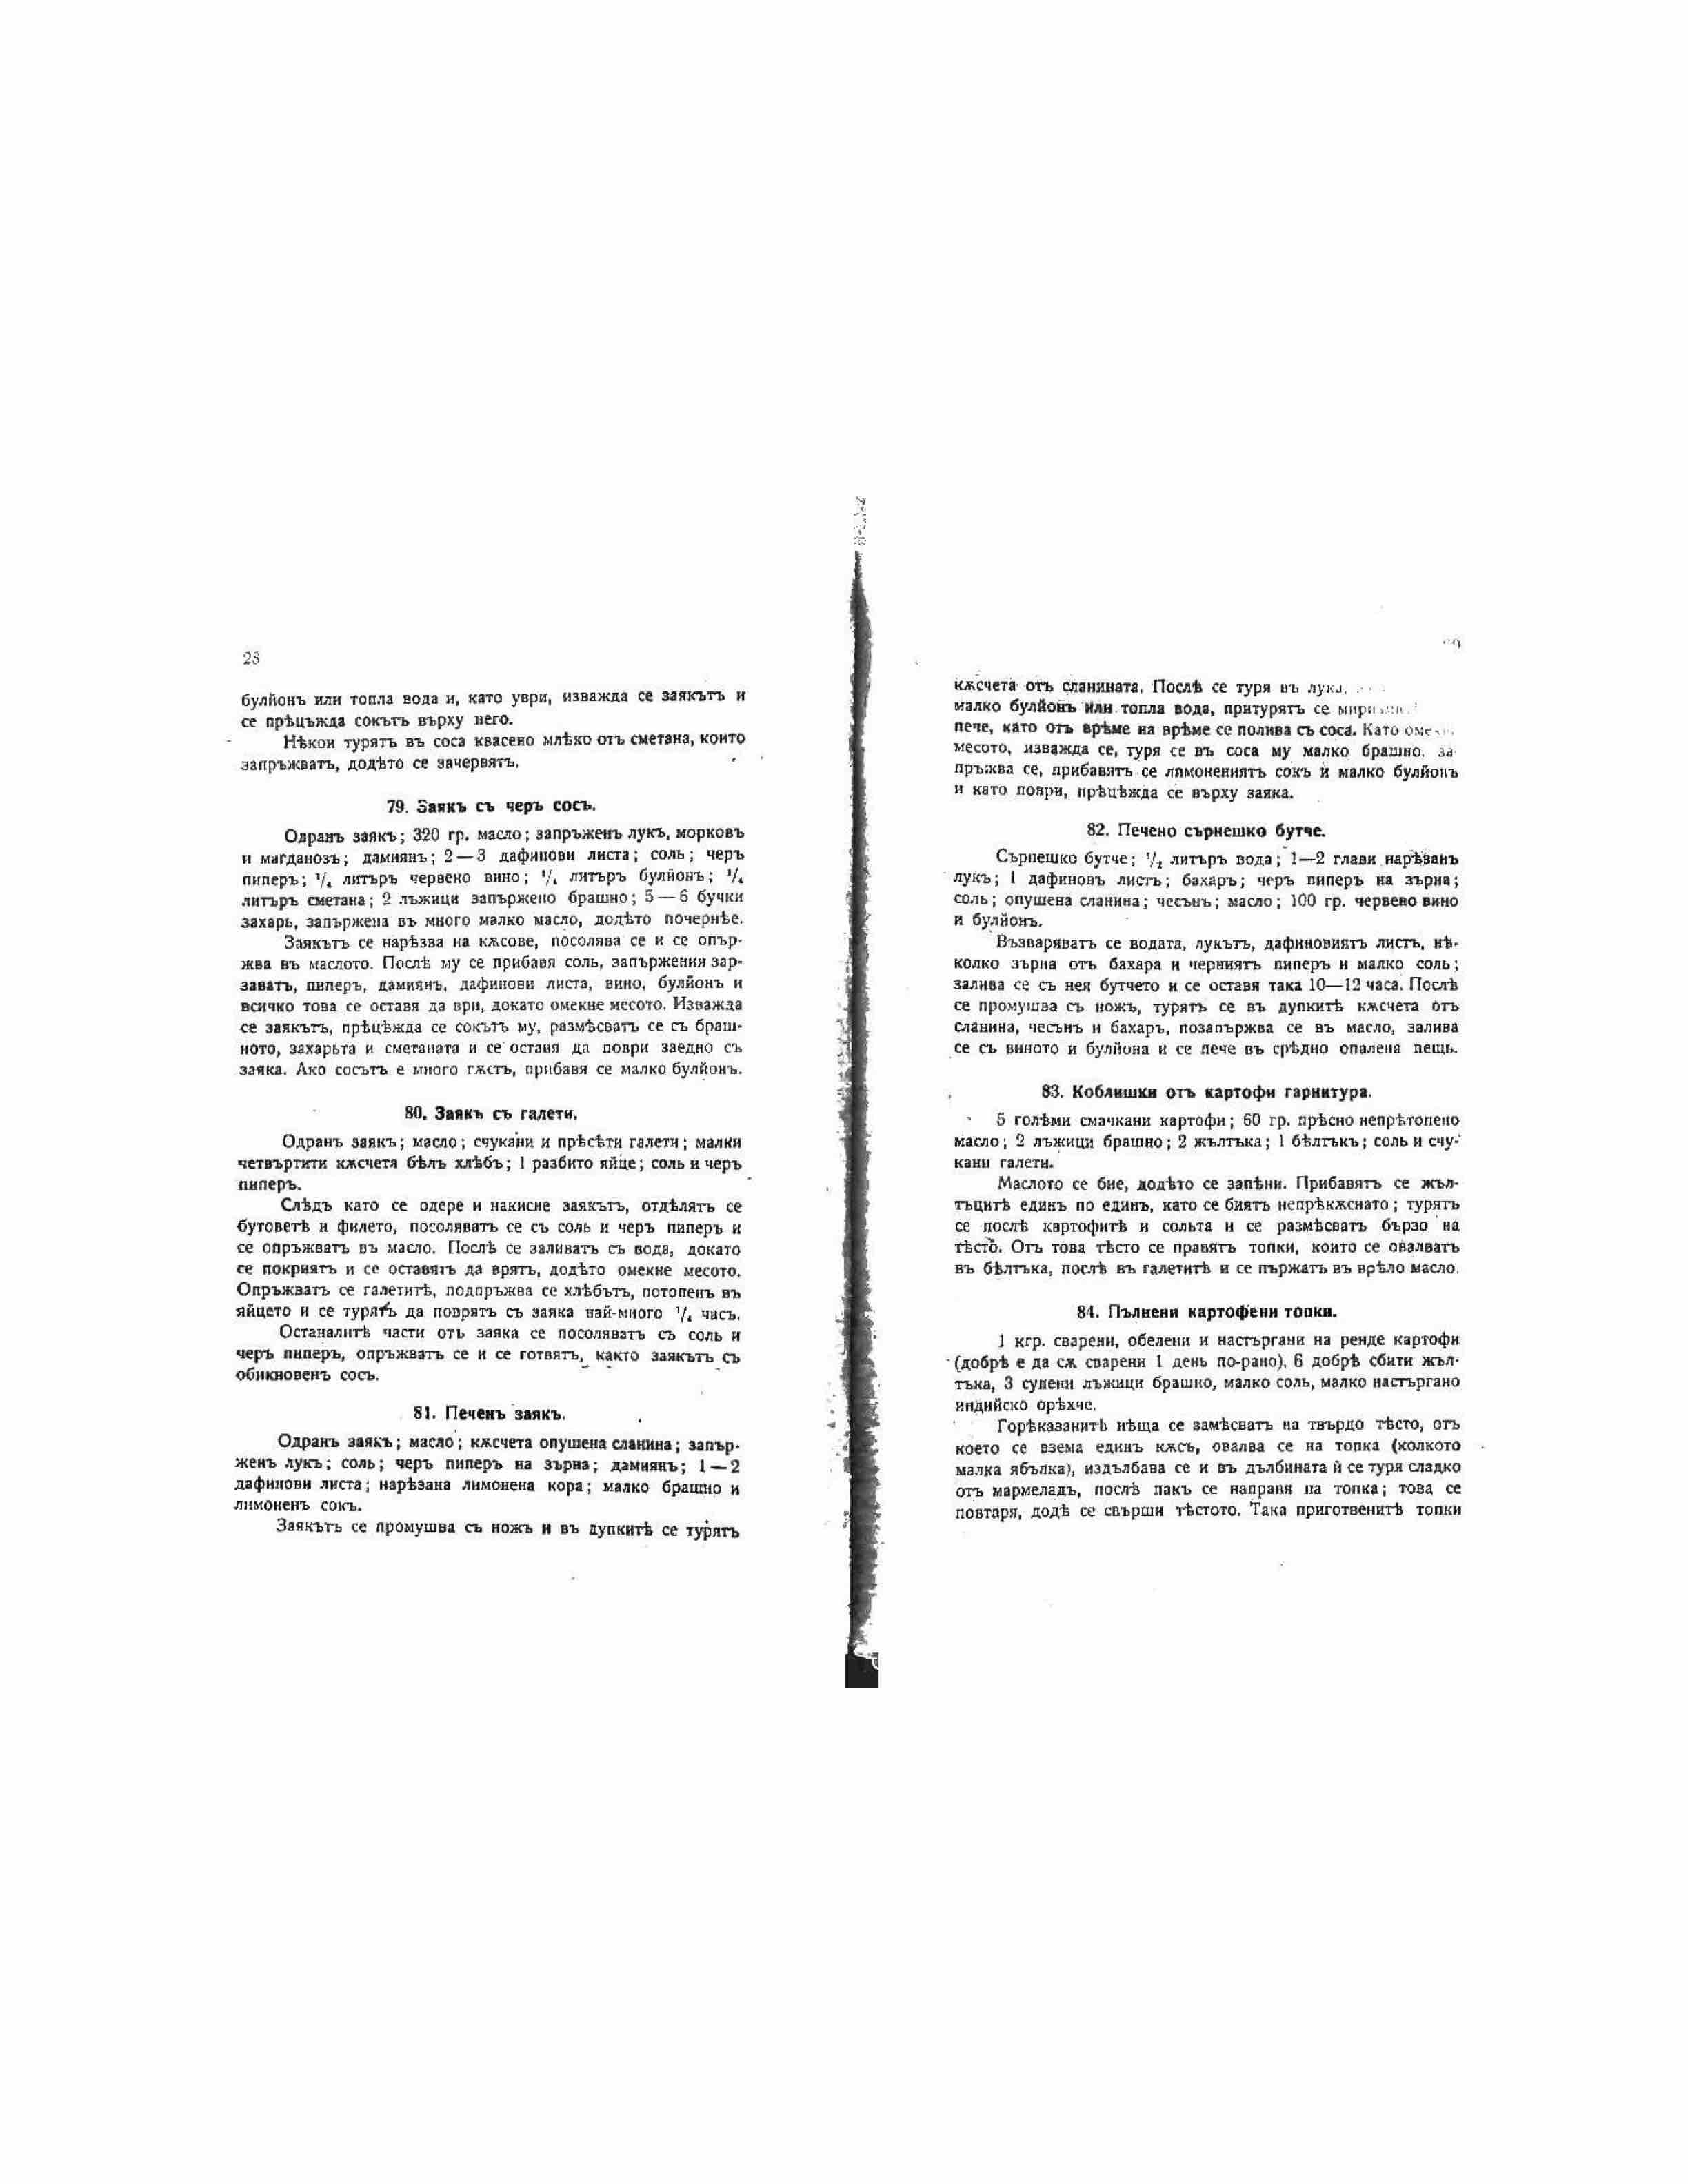 28
булйонъ или топла вода и, като уври, изважда се заякътъ и
се прѣцъжда сокътъ върху него.
Нѣкои турятъ въ соса квасено млѣко отъ сметана, които
запръжватъ, додѣто се зачервятъ.
79. Заякъ съ черъ сосъ.
Одранъ заякъ; 320 гр. масло; запръженъ лукъ, морковъ
и магданозъ; дамиянъ; 2—3 дафинови листа; соль; черъ
пиперъ; ¹/₄ литъръ червено вино; ¹/₄ литъръ булйонъ; ¹/₄
литъръ сметана; 2 лъжици запържено брашно; 5—6 бучки
захарь, запържена въ много малко масло, додѣто почернѣе.
Заякътъ се нарѣзва на кѫсове, посолява се и се опър-
жва въ маслото. Послѣ му се прибавя соль, запържения зар-
заватъ, пиперъ, дамиянъ, дафинови листа, вино, булйонъ и
всичко това се оставя да ври, докато омекне месото. Изважда
се заякътъ, прѣцѣжда се сокътъ му, размѣсватъ се съ браш-
ното, захарьта и сметаната и се оставя да поври заедно съ
заяка. Ако сосътъ е много гѫстъ, прибавя се малко булйонъ.
80. Заякъ съ галети.
Одранъ заякъ; масло; счукани и прѣсѣти галети; малки
четвъртити кѫсчета бѣлъ хлѣбъ; 1 разбито яйце; соль и черъ
пиперъ.
Слѣдъ като се одере и накисне заякътъ, отдѣлятъ се
бутоветѣ и филето, посоляватъ се съ соль и черъ пиперъ и
се опръжватъ въ масло. Послѣ се заливатъ съ вода, докато
се покриятъ и се оставятъ да врятъ, додѣто омекне месото.
Опръжватъ се галетитѣ, подпръжва се хлѣбътъ, потопенъ въ
яйцето и се турятъ да поврятъ съ заяка най-много ¹/₄ часъ.
Останалитѣ части отъ заяка се посоляватъ съ соль и
черъ пиперъ, опръжватъ се и се готвятъ, както заякътъ съ
обикновенъ сосъ.
81. Печенъ заякъ.
Одранъ заякъ; масло; кѫсчета опушена сланина; запър-
женъ лукъ; соль; черъ пиперъ на зърна; дамиянъ; 1—2
дафинови листа; нарѣзана лимонена кора; малко брашно и
лимоненъ сокъ.
Заякътъ се промушва съ ножъ и въ дупкитѣ се турятъ
кѫсчета отъ сланината. Послѣ се туря въ лука,
малко булйонъ или топла вода, притурятъ се
пече, като отъ врѣме на врѣме се полива съ соса. Като
месото, изважда се, туря се въ соса му малко брашно, за-
пръжва се, прибавятъ се лимонениятъ сокъ и малко булйонъ
и като поври, прѣцѣжда се върху заяка.
82. Печено сърнешко бутче.
Сърнешко бутче; ¹/₂ литъръ вода; 1—2 глави нарѣзанъ
лукъ; 1 дафиновъ листъ; бахаръ; черъ пиперъ на зърна;
соль; опушена сланина; чесънъ; масло; 100 гр. червено вино
и булйонъ.
Възваряватъ се водата, лукътъ, дафиновиятъ листъ, нѣ-
колко зърна отъ бахара и черниятъ пиперъ и малко соль;
залива се съ нея бутчето и се оставя така 10—12 часа. Послѣ
се промушва съ ножъ, турятъ се въ дупкитѣ кѫсчета отъ
сланина, чесънъ и бахаръ, позапържва се въ масло, залива
се съ виното и булйона и се пече въ срѣдно опалена пещь.
83. Коблишки отъ картофи гарнитура.
5 голѣми смачкани картофи; 60 гр. прѣсно непрѣтопено
масло; 2 лъжици брашно; 2 жълтъка; 1 бѣлтъкъ; соль и счу-
кани галети.
Маслото се бие, додѣто се запѣни. Прибавятъ се жъл-
тъцитѣ единъ по единъ, като се биятъ непрѣкѫснато; турятъ
се послѣ картофитѣ и сольта и се размѣсватъ бързо на
тѣсто. Отъ това тѣсто се правятъ топки, които се овалватъ
въ бѣлтъка, послѣ въ галетитѣ и се пържатъ въ врѣло масло.
84. Пълнени картофени топки.
1 кгр. сварени, обелени и настъргани на ренде картофи
(добрѣ е да сѫ сварени 1 день по-рано), 6 добрѣ сбити жъл-
тъка, 3 супени лъжици брашно, малко соль, малко настъргано
индийско орѣхче.
Горѣказанитѣ нѣща се замѣсватъ на твърдо тѣсто, отъ
което се взема единъ кѫсъ, овалва се на топка (колкото
малка ябълка), издълбава се и въ дълбината ѝ се туря сладко
отъ мармеладъ, послѣ пакъ се направя на топка; това се
повтаря, додѣ се свърши тѣстото. Така приготвенитѣ топки